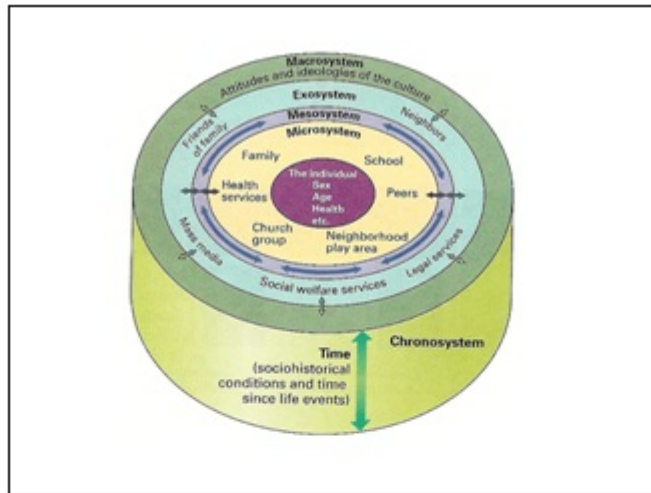 Macrosystem
Attitudes and ideologies of the culture
Exosystem
Mesosystem
Microsystem
Friends
of family
Neighbors
Family
School
The individual
Sex
Age
Health
etc.
Health
services
Peers
Church
group
Neighborhood
play area
Mass media
Social welfare services
Legal services
Time
(sociohistorical
conditions and time
since life events)
Chronosystem